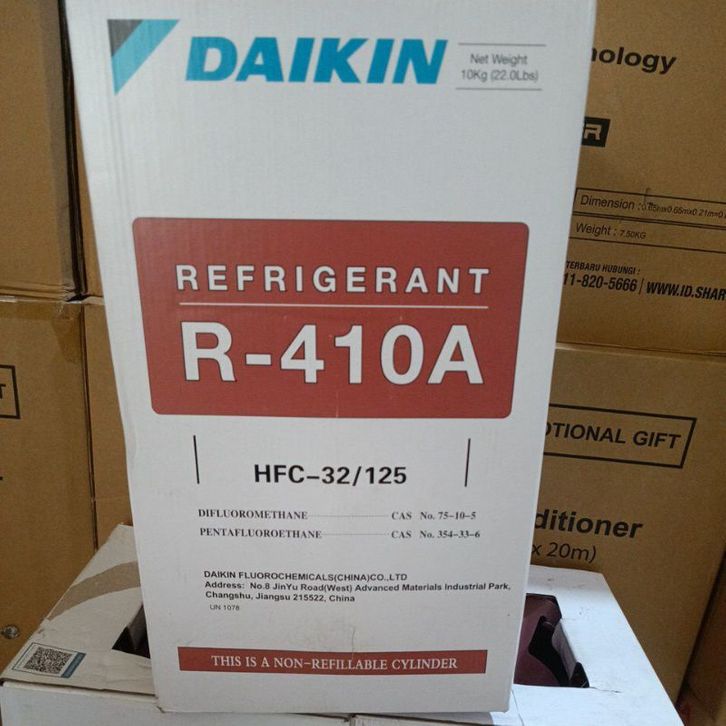 DAIKIN
Net Weight
10Kg (22.0Lbs)
REFRIGERANT
R-410A
HFC-32/125
DIFLUOROMETHANE CAS No. 75-10-5
PENTAFLUOROETHANE CAS No. 354-33-6
DAIKIN FLUOROCHEMICALS(CHINA)CO.,LTD
Address: No.8 JinYu Road(West) Advanced Materials Industrial Park,
Changshu, Jiangsu 215522, China
UN 1078
THIS IS A NON-REFILLABLE CYLINDER
nology
ER
Dimension :
Weight : 7.50KG
TERBARU HUBUNGI :
11-820-5666 | WWW.ID.SHAR
OTIONAL GIFT
ditioner
x 20m)
T